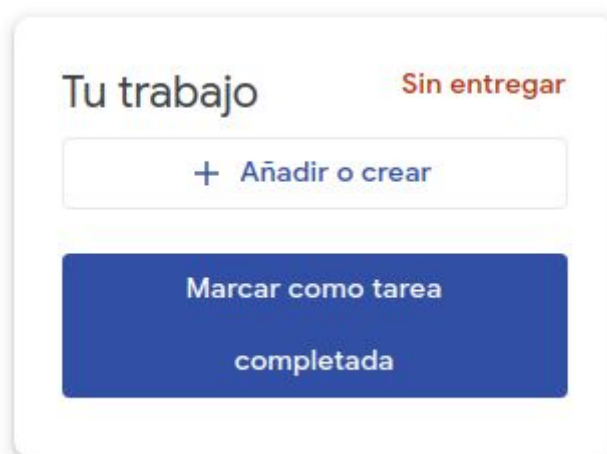 Tu trabajo
Sin entregar
+ Añadir o crear
Marcar como tarea
completada